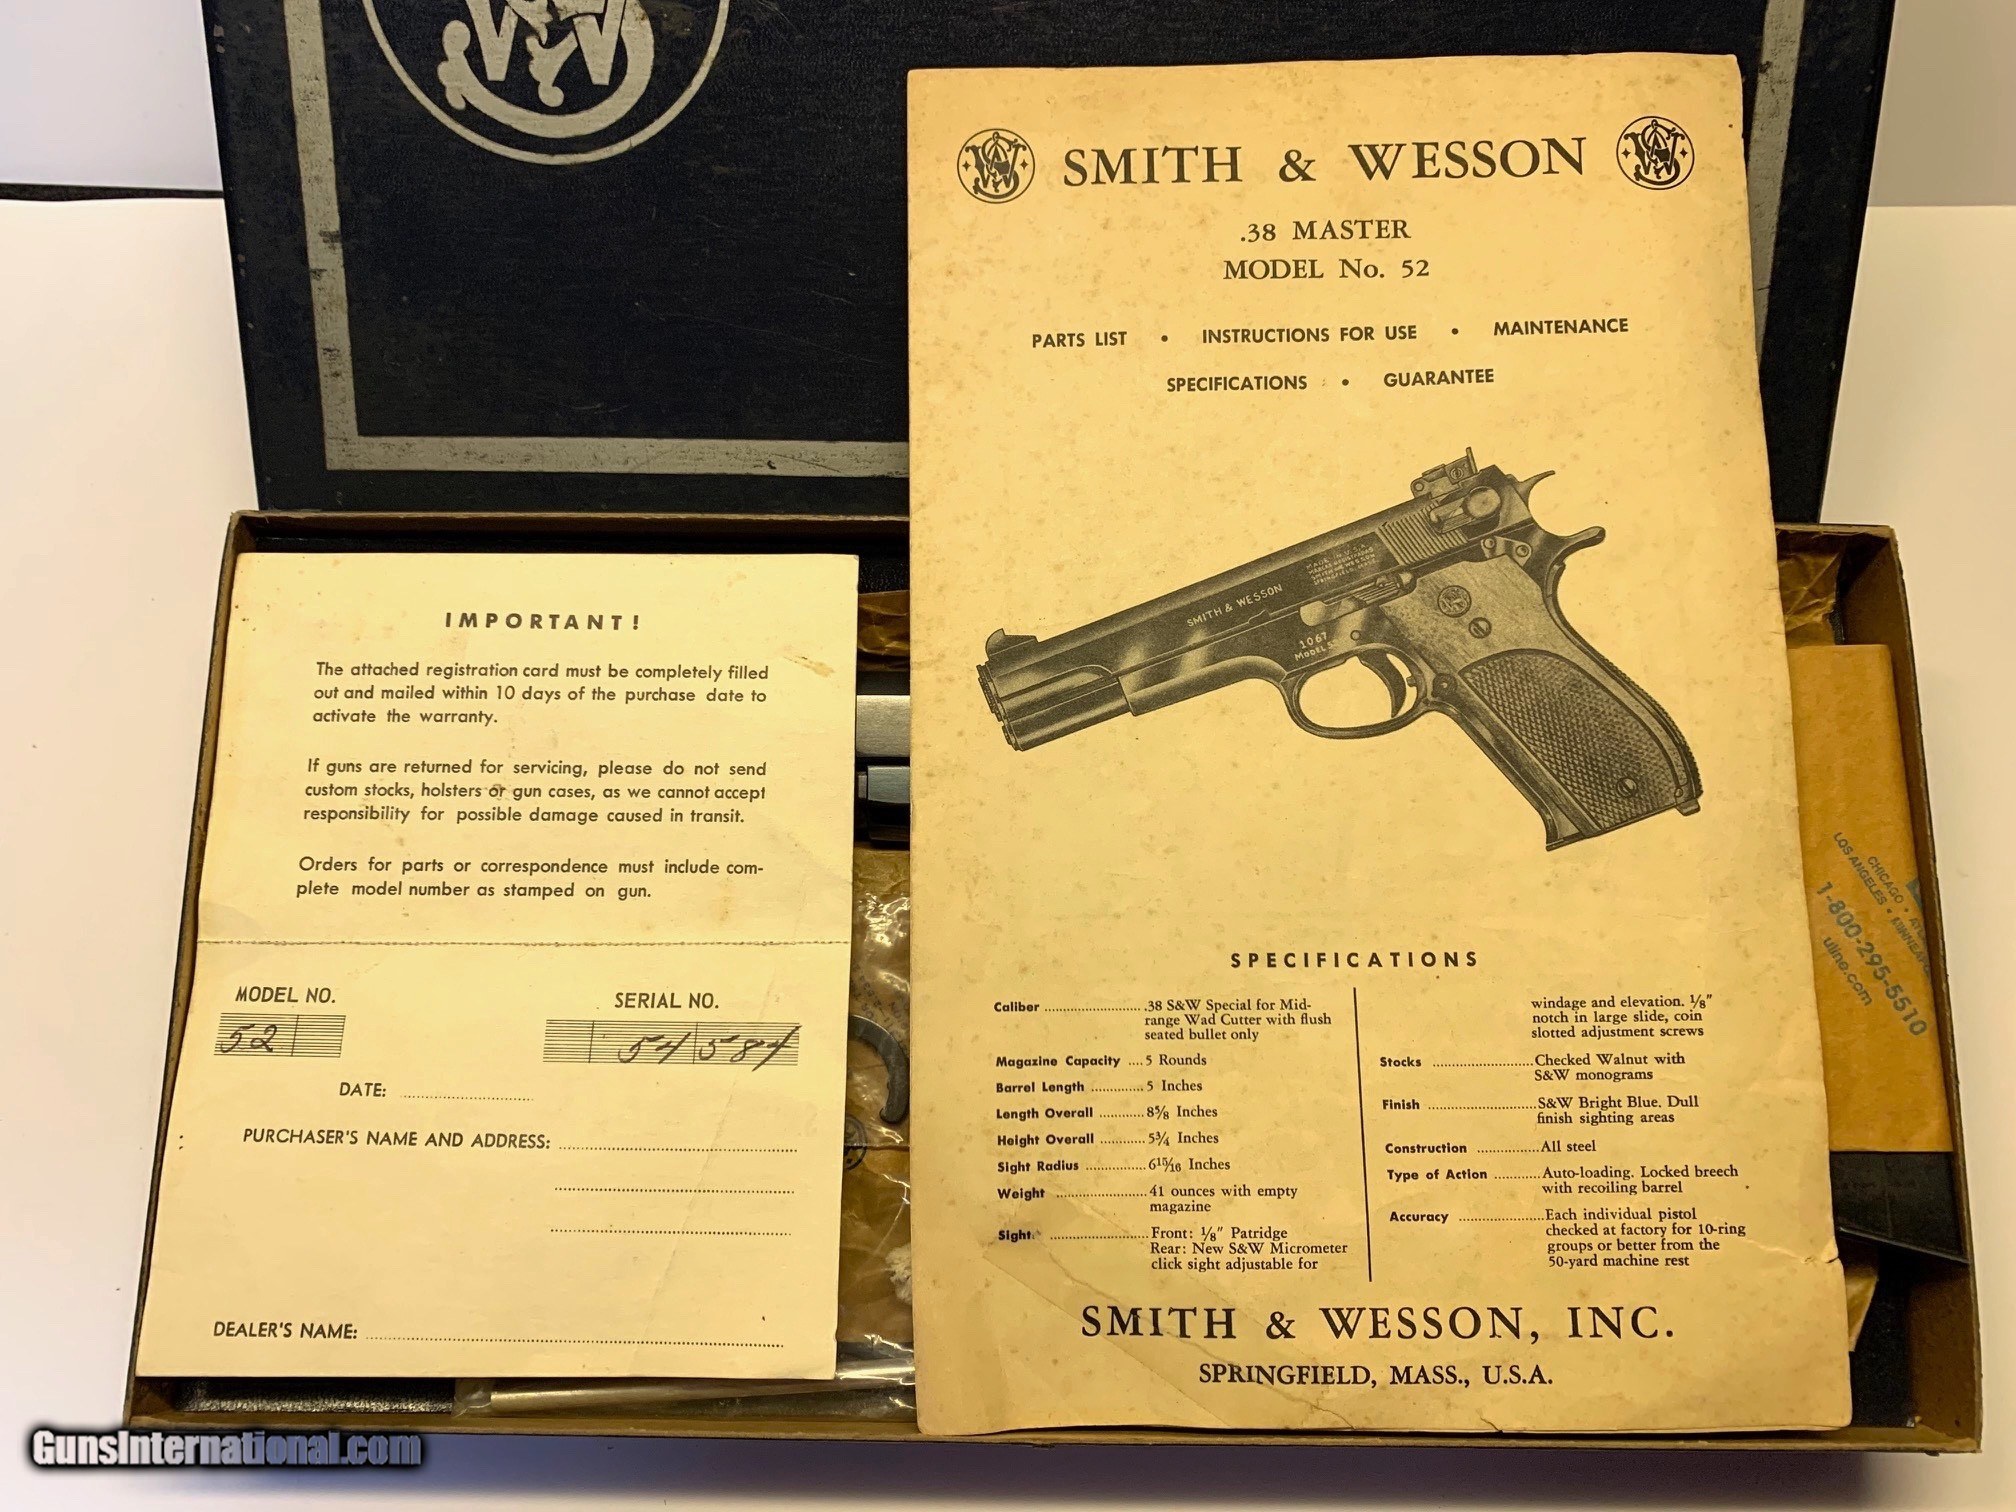 IMPORTANT!
The attached registration card must be completely filled
out and mailed within 10 days of the purchase date to
activate the warranty.
If guns are returned for servicing, please do not send
custom stocks, holsters or gun cases, as we cannot accept
responsibility for possible damage caused in transit.
Orders for parts or correspondence must include com-
plete model number as stamped on gun.
MODEL NO.
SERIAL NO.
52
54 584
DATE:
PURCHASER'S NAME AND ADDRESS:
DEALER'S NAME:
SMITH & WESSON
.38 MASTER
MODEL No. 52
PARTS LIST • INSTRUCTIONS FOR USE • MAINTENANCE
SPECIFICATIONS • GUARANTEE
SMITH & WESSON
1067
MODEL 52
SPECIFICATIONS
Caliber .38 S&W Special for Mid-
range Wad Cutter with flush
seated bullet only
Magazine Capacity 5 Rounds
Barrel Length 5 Inches
Length Overall 8⅝ Inches
Height Overall 5¾ Inches
Sight Radius 6 15/16 Inches
Weight 41 ounces with empty
magazine
Sight: Front: ⅛" Patridge
Rear: New S&W Micrometer
click sight adjustable for
windage and elevation. ⅛"
notch in large slide, coin
slotted adjustment screws
Stocks Checked Walnut with
S&W monograms
Finish S&W Bright Blue. Dull
finish sighting areas
Construction All steel
Type of Action Auto-loading. Locked breech
with recoiling barrel
Accuracy Each individual pistol
checked at factory for 10-ring
groups or better from the
50-yard machine rest
SMITH & WESSON, INC.
SPRINGFIELD, MASS., U.S.A.
CHICAGO •
LOS ANGELES •
1-800-295-5510
uline.com
GunsInternational.com